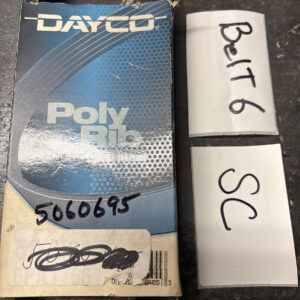 DAYCO
Poly
Rib
5060695
BelT 6
SC